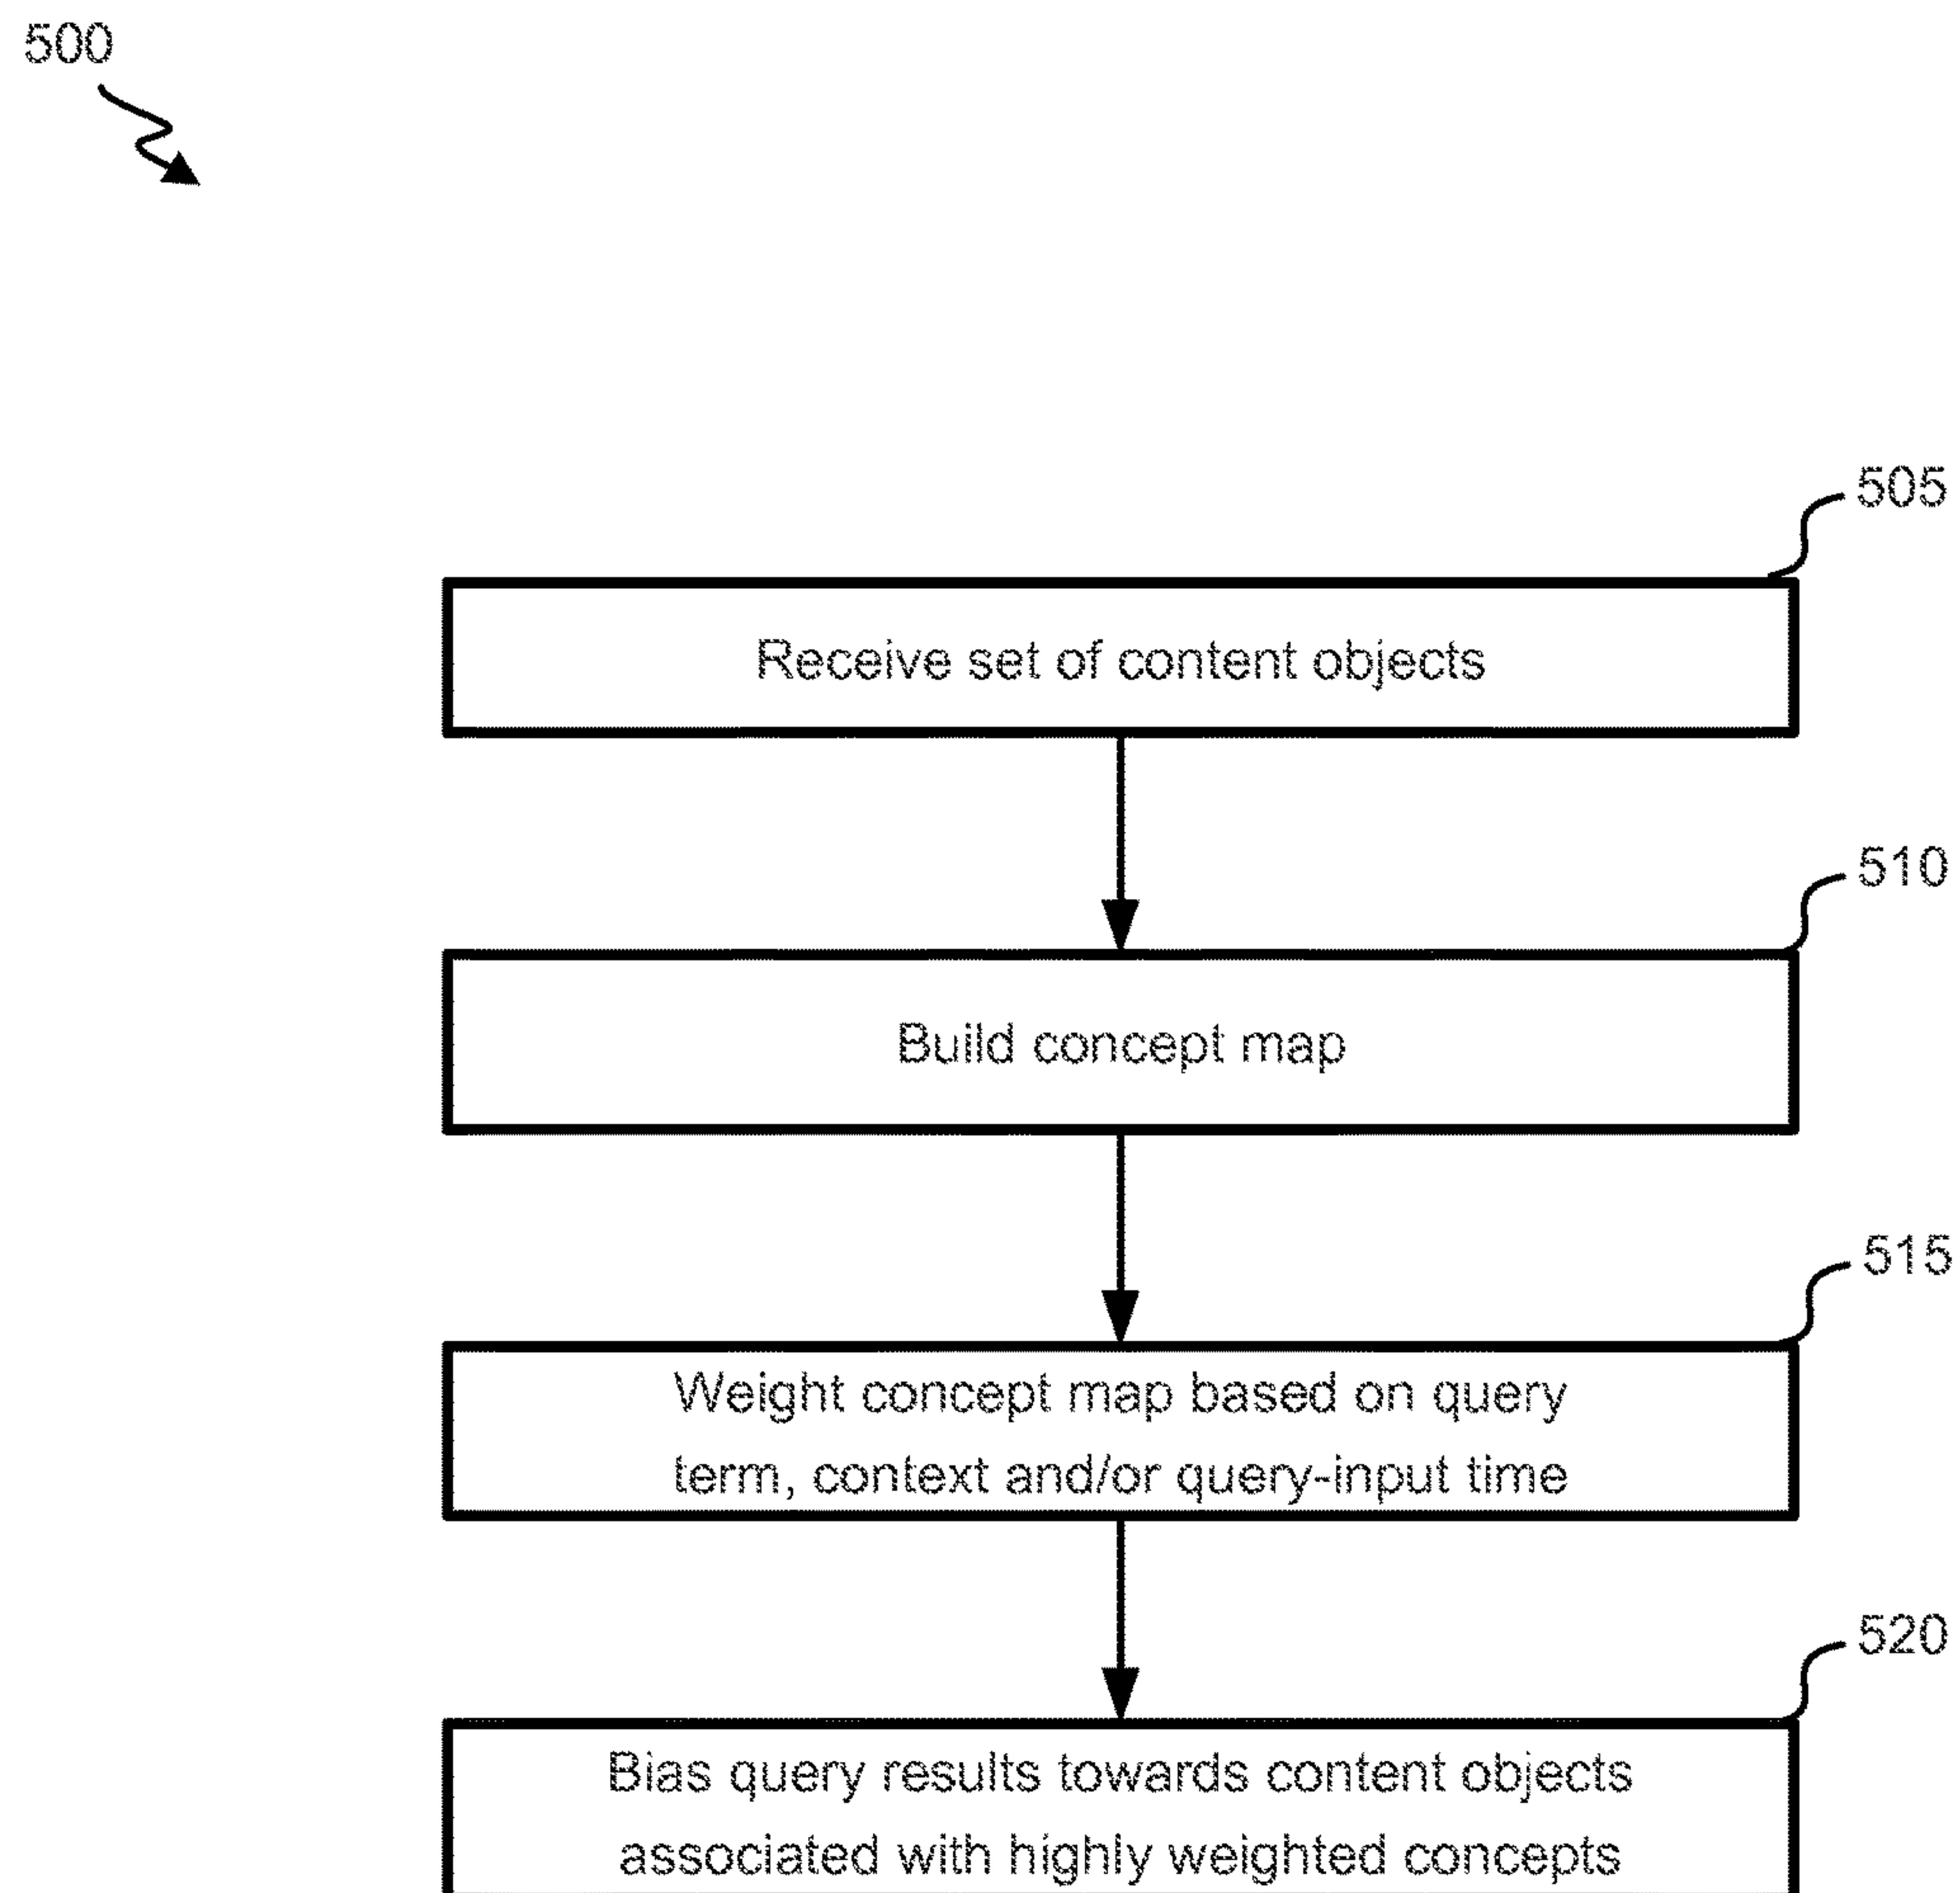 500
505
Receive set of content objects
510
Build concept map
515
Weight concept map based on query
term, context and/or query-input time
520
Bias query results towards content objects
associated with highly weighted concepts